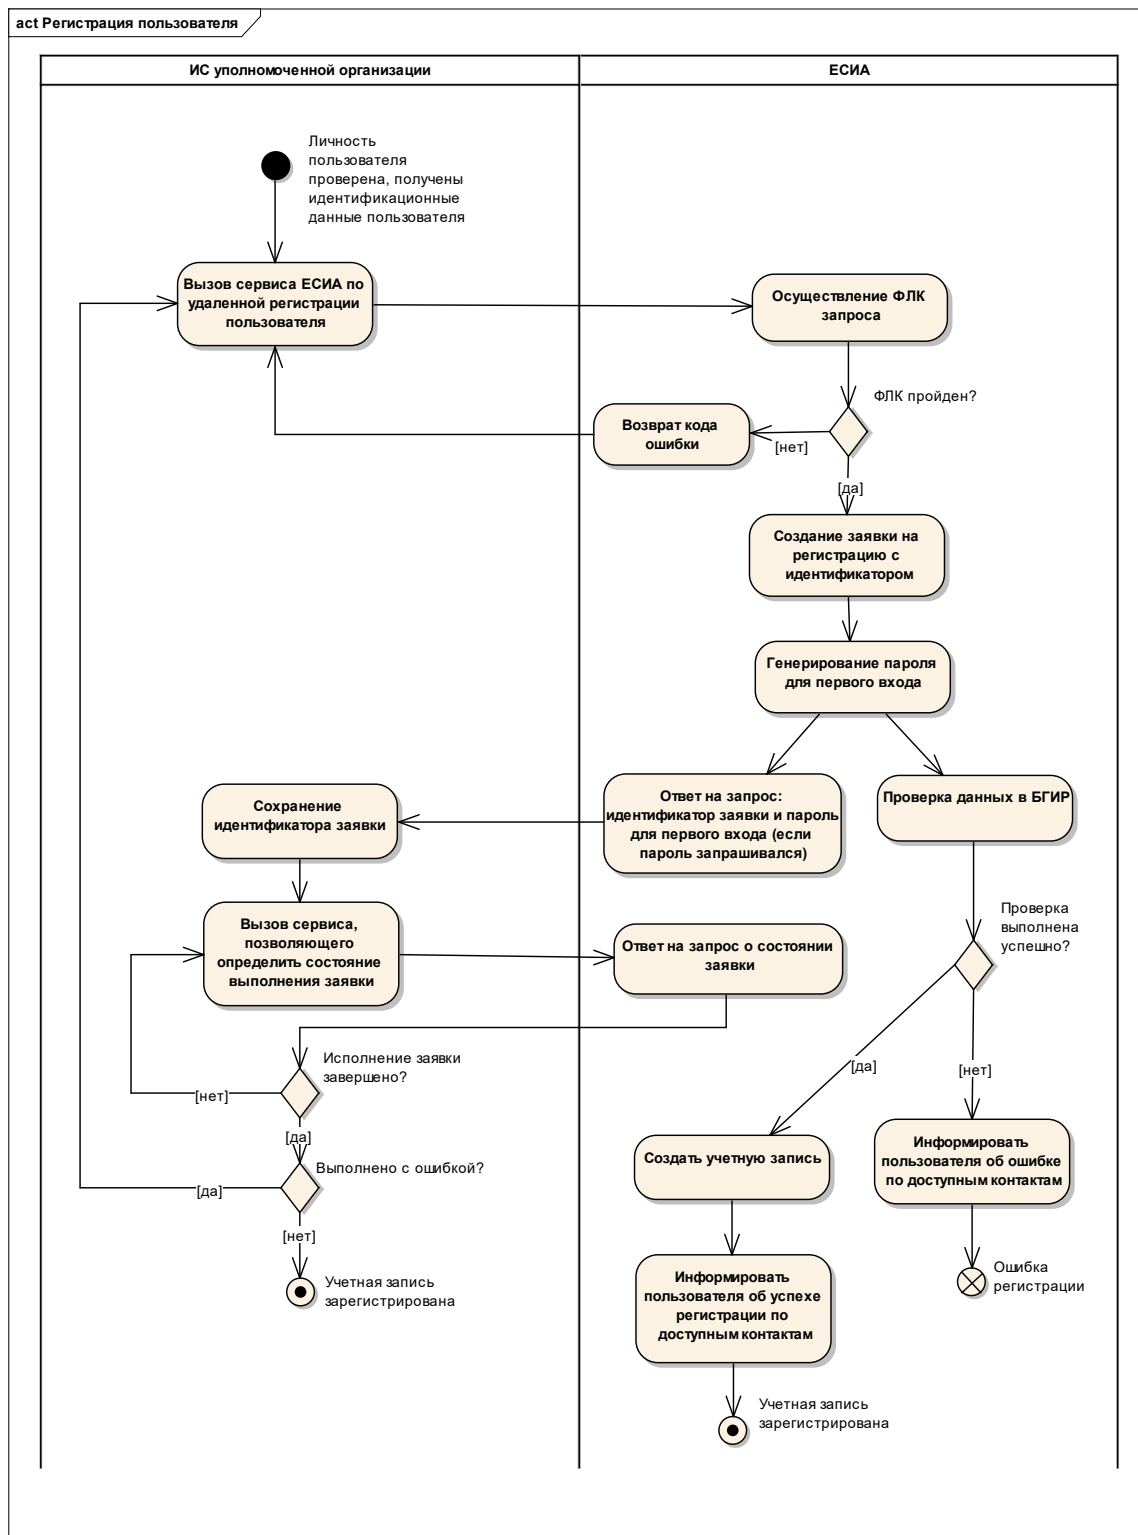 act Регистрация пользователя
ИС уполномоченной организации
ЕСИА
Личность
пользователя
проверена, получены
идентификационные
данные пользователя
Вызов сервиса ЕСИА по
удаленной регистрации
пользователя
Осуществление ФЛК
запроса
ФЛК пройден?
Возврат кода
ошибки
[нет]
[да]
Создание заявки на
регистрацию с
идентификатором
Генерирование пароля
для первого входа
Сохранение
идентификатора заявки
Ответ на запрос:
идентификатор заявки и пароль
для первого входа (если
пароль запрашивался)
Проверка данных в БГИР
Вызов сервиса,
позволяющего
определить состояние
выполнения заявки
Ответ на запрос о состоянии
заявки
Проверка
выполнена
успешно?
Исполнение заявки
завершено?
[нет]
[да]
[да]
[нет]
Выполнено с ошибкой?
[да]
[нет]
Создать учетную запись
Информировать
пользователя об ошибке
по доступным контактам
Учетная запись
зарегистрирована
Информировать
пользователя об успехе
регистрации по
доступным контактам
Ошибка
регистрации
Учетная запись
зарегистрирована